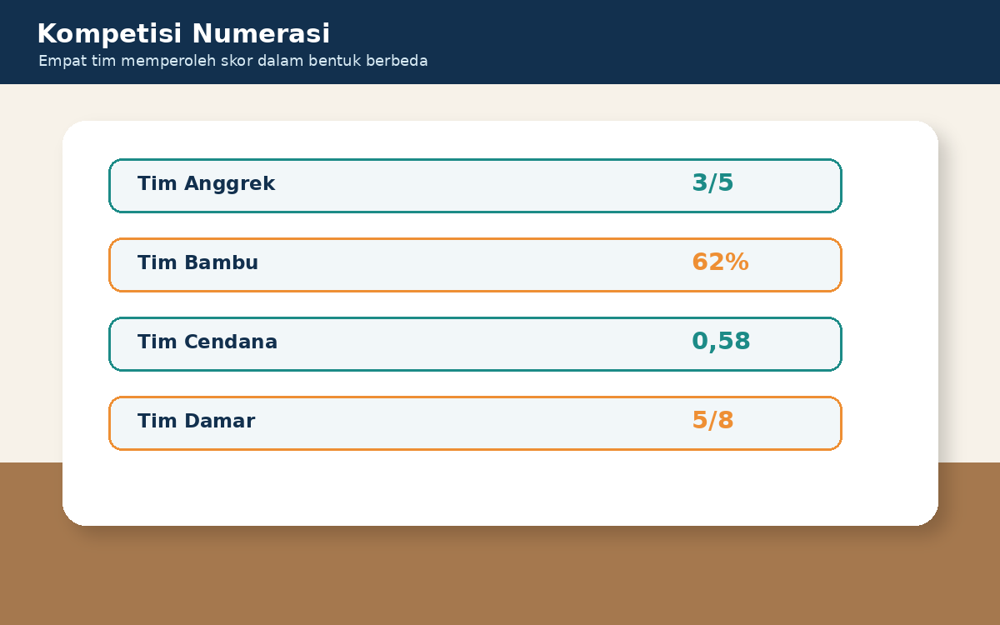 Kompetisi Numerasi
Empat tim memperoleh skor dalam bentuk berbeda
Tim Anggrek 3/5
Tim Bambu 62%
Tim Cendana 0,58
Tim Damar 5/8